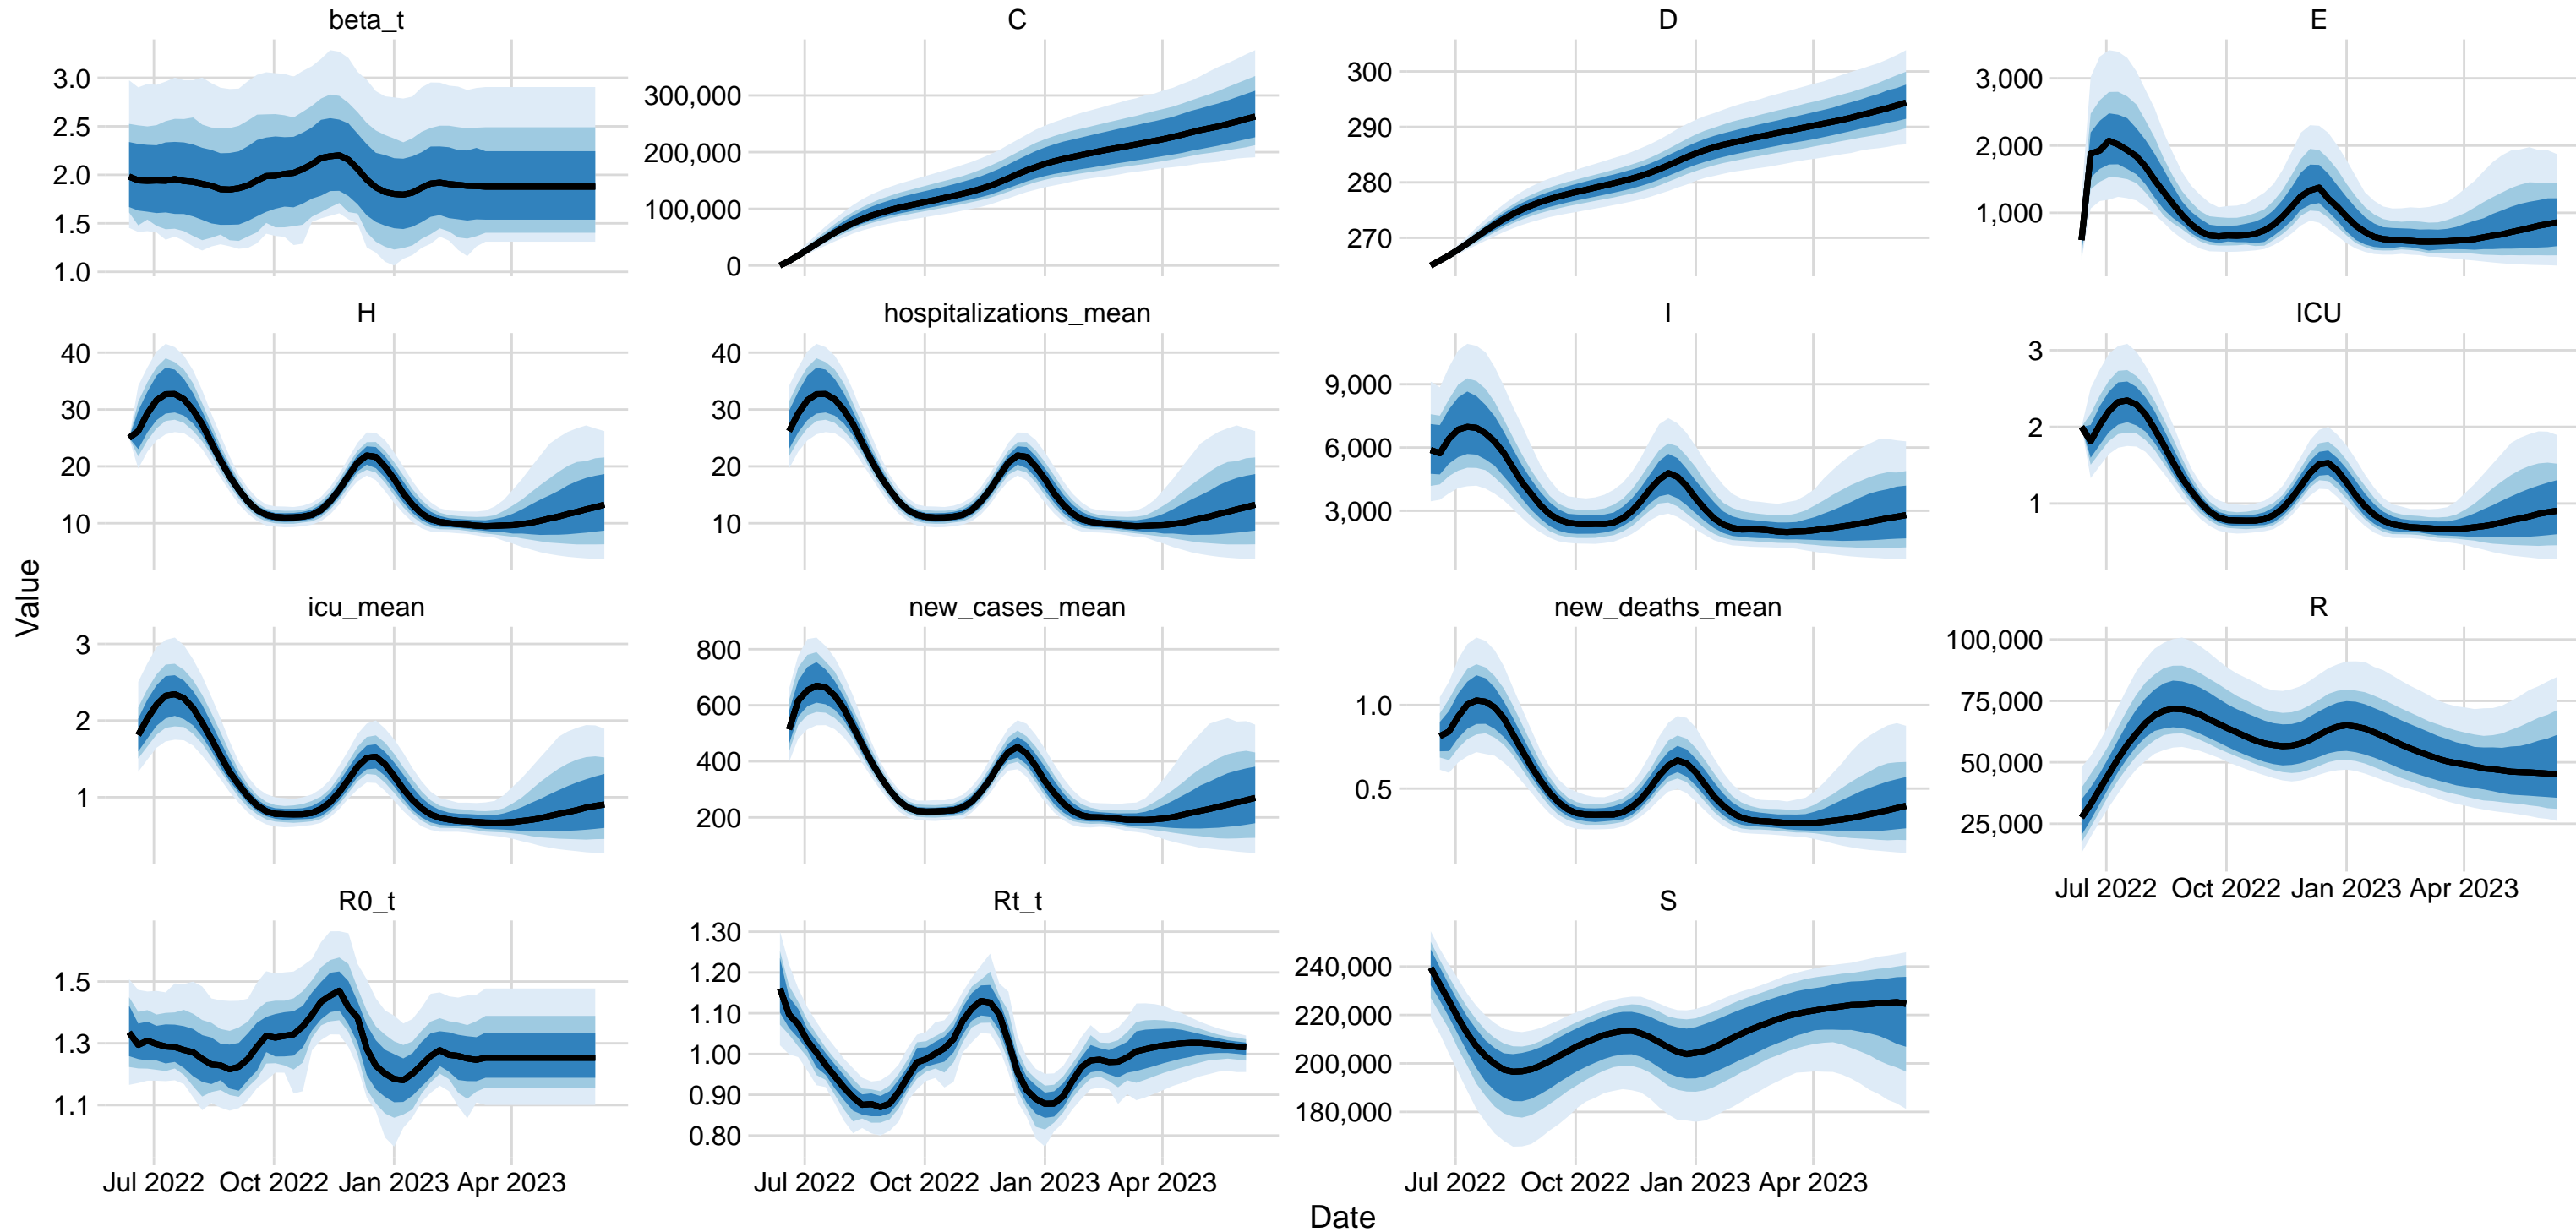 beta_t
C
D
E
3.0
2.5
2.0
1.5
1.0
300,000
200,000
100,000
0
300
290
280
270
3,000
2,000
1,000
H
hospitalizations_mean
I
ICU
40
30
20
10
40
30
20
10
9,000
6,000
3,000
3
2
1
Value
icu_mean
new_cases_mean
new_deaths_mean
R
3
2
1
800
600
400
200
1.0
0.5
100,000
75,000
50,000
25,000
Jul 2022 Oct 2022 Jan 2023 Apr 2023
R0_t
Rt_t
S
1.5
1.3
1.1
1.30
1.20
1.10
1.00
0.90
0.80
240,000
220,000
200,000
180,000
Jul 2022 Oct 2022 Jan 2023 Apr 2023
Jul 2022 Oct 2022 Jan 2023 Apr 2023
Jul 2022 Oct 2022 Jan 2023 Apr 2023
Date